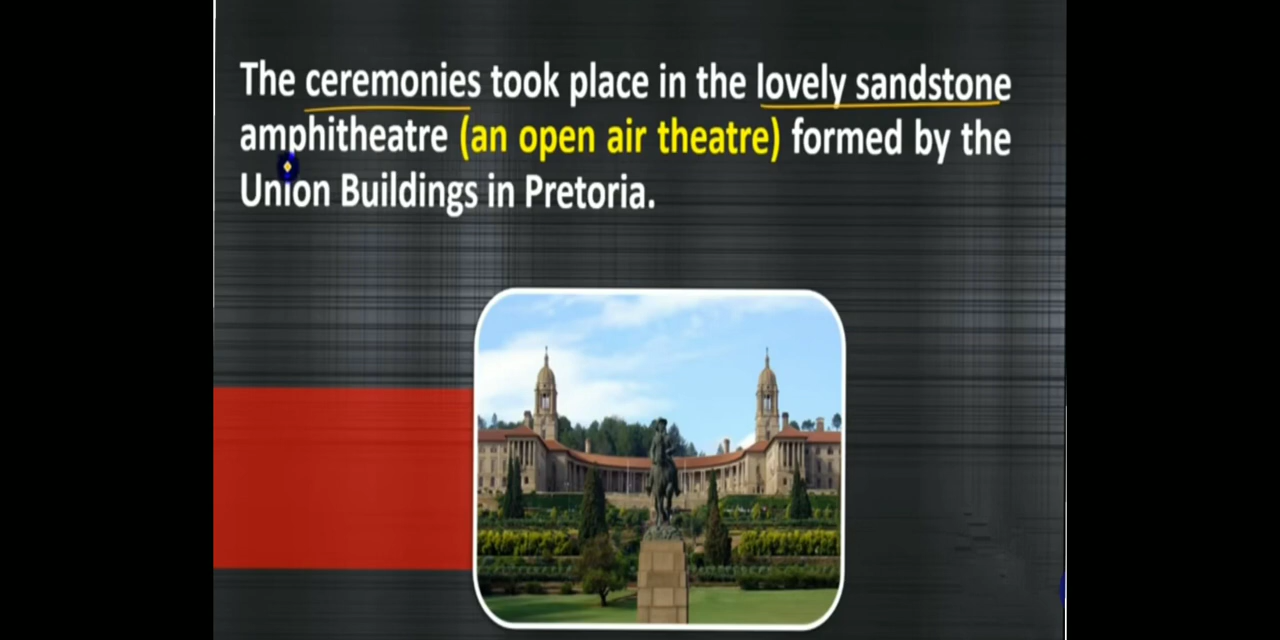 The ceremonies took place in the lovely sandstone
amphitheatre (an open air theatre) formed by the
Union Buildings in Pretoria.